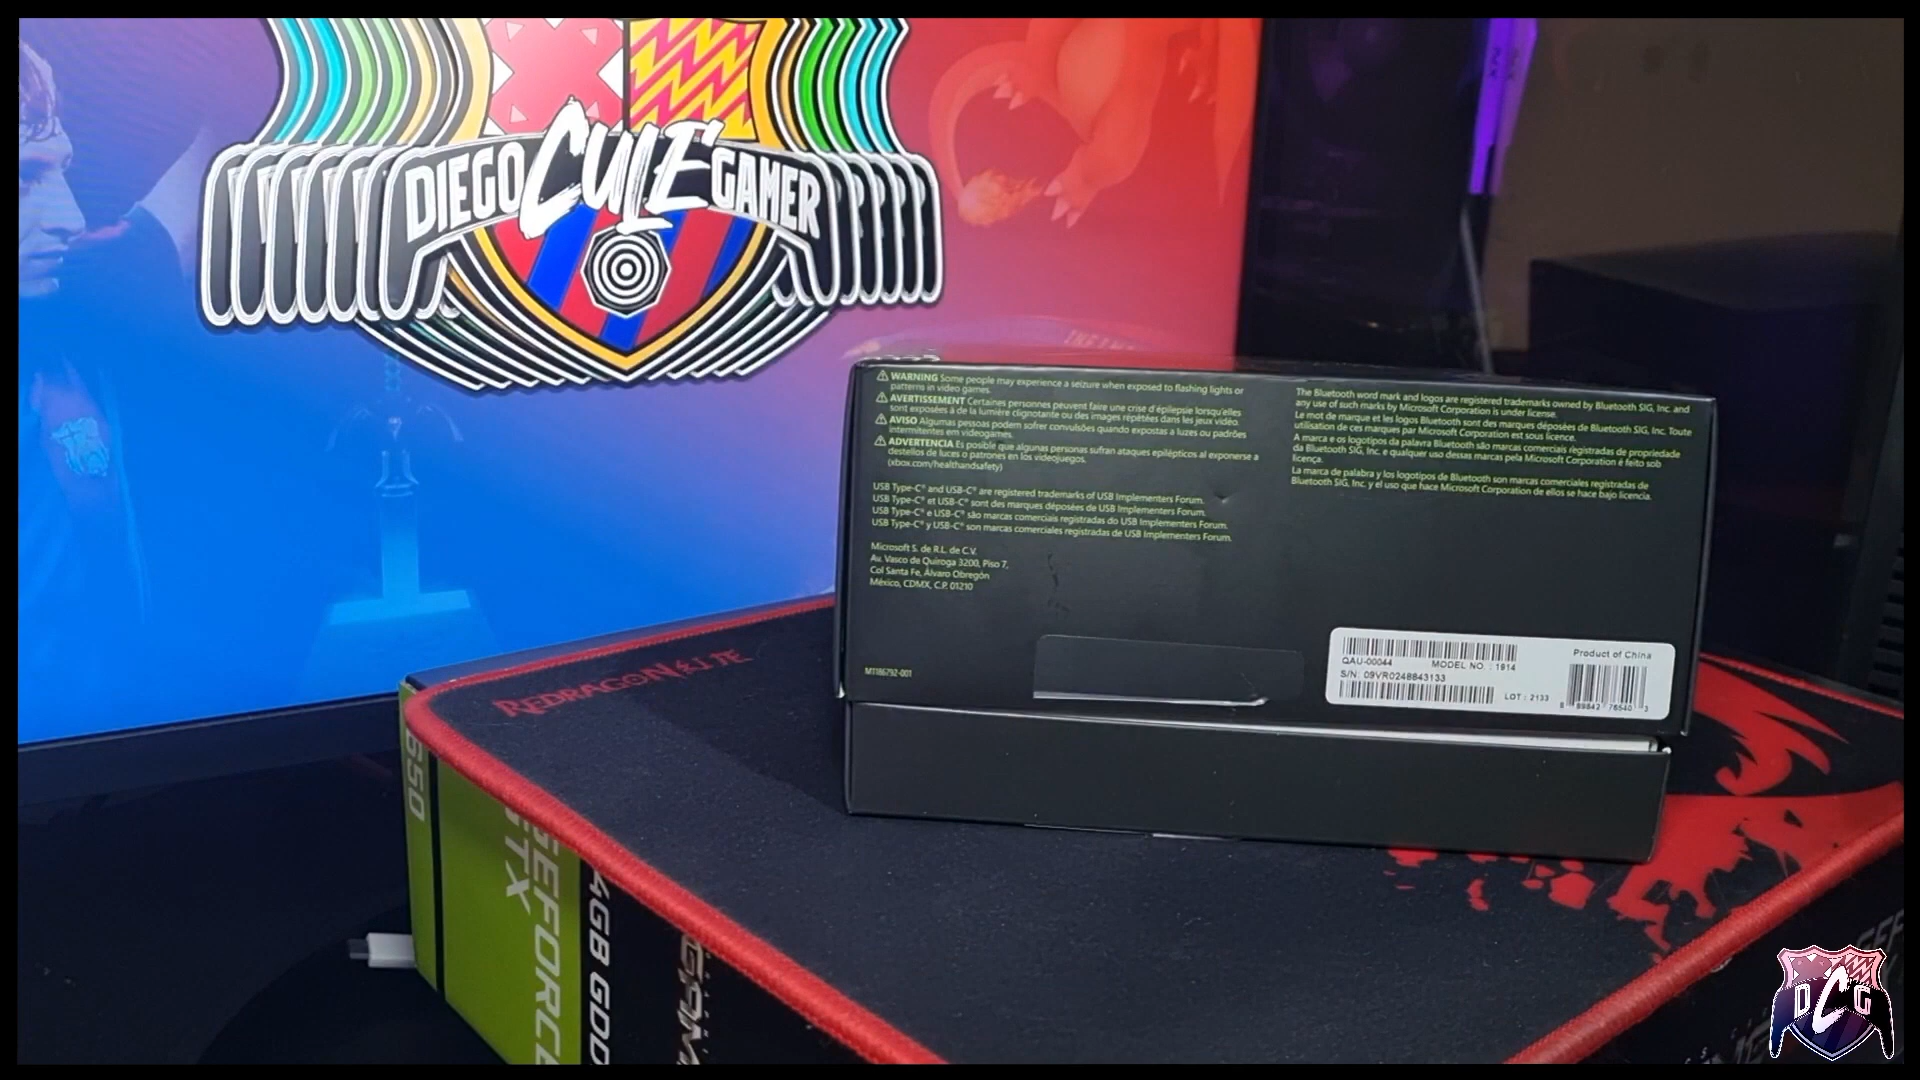 DIEGO CULE GAMER
⚠ WARNING Some people may experience a seizure when exposed to flashing lights or
patterns in video games.
⚠ AVERTISSEMENT Certaines personnes peuvent faire une crise d'épilepsie lorsqu'elles
sont exposées à de la lumière clignotante ou des images répétées dans les jeux vidéo.
⚠ AVISO Algumas pessoas podem sofrer convulsões quando expostas a luzes ou padrões
intermitentes em videogames.
⚠ ADVERTENCIA Es posible que algunas personas sufran ataques epilépticos al exponerse a
destellos de luces o patrones en los videojuegos.
(xbox.com/healthandsafety)
USB Type-C® and USB-C® are registered trademarks of USB Implementers Forum.
USB Type-C® et USB-C® sont des marques déposées de USB Implementers Forum.
USB Type-C® e USB-C® são marcas comerciais registradas do USB Implementers Forum.
USB Type-C® y USB-C® son marcas comerciales registradas de USB Implementers Forum.
Microsoft S. de R.L. de C.V.
Av. Vasco de Quiroga 3200, Piso 7,
Col Santa Fe, Álvaro Obregón
México, CDMX, C.P. 01210
M1186792-001
The Bluetooth word mark and logos are registered trademarks owned by Bluetooth SIG, Inc. and
any use of such marks by Microsoft Corporation is under license.
Le mot de marque et les logos Bluetooth sont des marques déposées de Bluetooth SIG, Inc. Toute
utilisation de ces marques par Microsoft Corporation est sous licence.
A marca e os logotipos da palavra Bluetooth são marcas comerciais registradas de propriedade
da Bluetooth SIG, Inc. e qualquer uso dessas marcas pela Microsoft Corporation é feito sob
licença.
La marca de palabra y los logotipos de Bluetooth son marcas comerciales registradas de
Bluetooth SIG, Inc. y el uso que hace Microsoft Corporation de ellos se hace bajo licencia.
Product of China
QAU-00044 MODEL NO. : 1914
S/N: 09VR0248843133
LOT : 2133
8 89842 76540 3
REDRAGON
1650
GEFORCE
GTX
4GB GDD
DCG